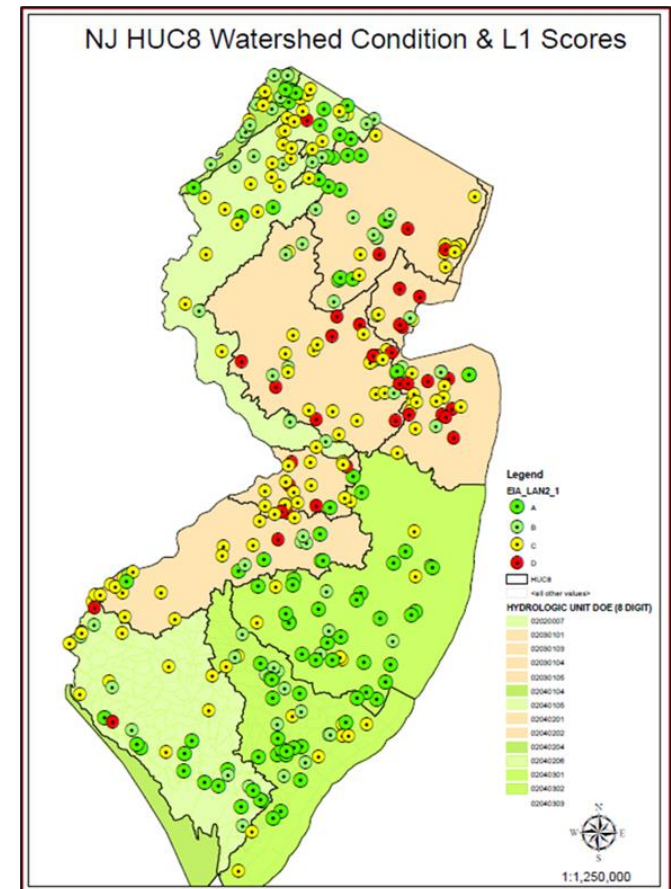 NJ HUC8 Watershed Condition & L1 Scores
Legend
EIA_LAN2_1
A
B
C
D
HUC8
<all other values>
HYDROLOGIC UNIT DOE (8 DIGIT)
02020007
02030101
02030103
02030104
02030105
02040104
02040105
02040201
02040202
02040204
02040206
02040301
02040302
02040303
N
W E
S
1:1,250,000